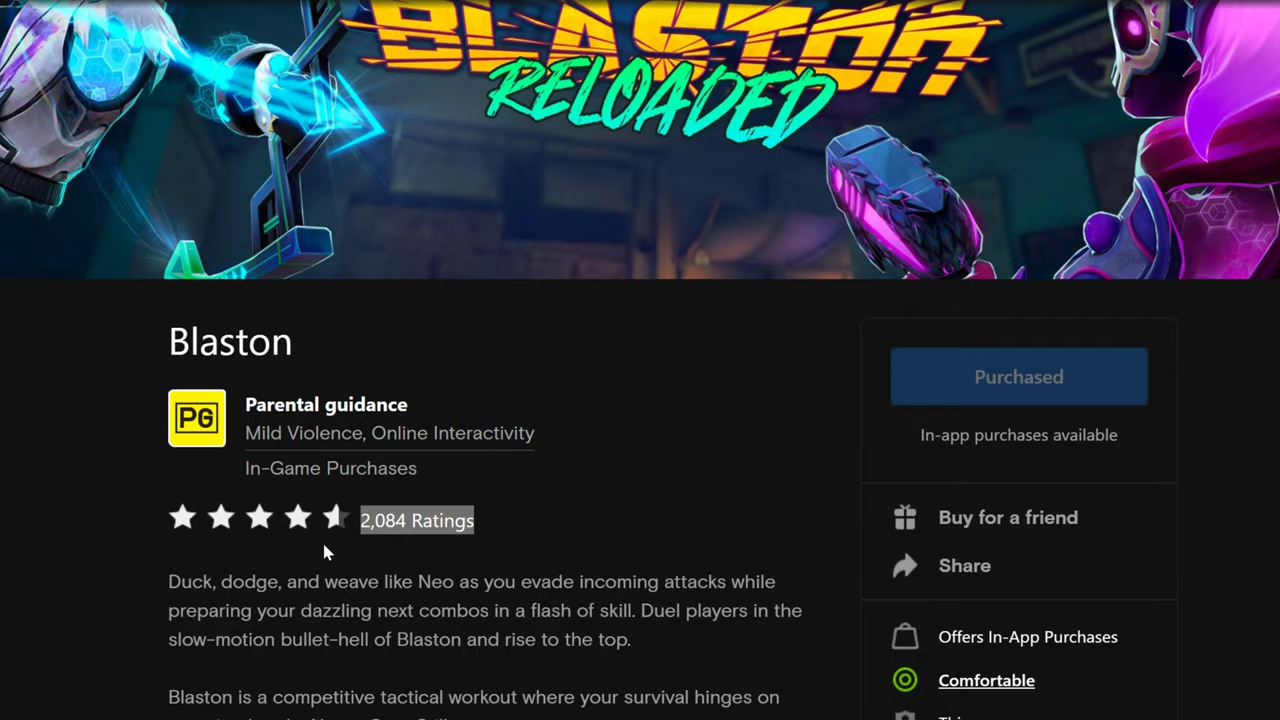 BLASTON
RELOADED
Blaston
PG
Parental guidance
Mild Violence, Online Interactivity
In-Game Purchases
2,084 Ratings
Duck, dodge, and weave like Neo as you evade incoming attacks while
preparing your dazzling next combos in a flash of skill. Duel players in the
slow-motion bullet-hell of Blaston and rise to the top.
Blaston is a competitive tactical workout where your survival hinges on
Purchased
In-app purchases available
Buy for a friend
Share
Offers In-App Purchases
Comfortable